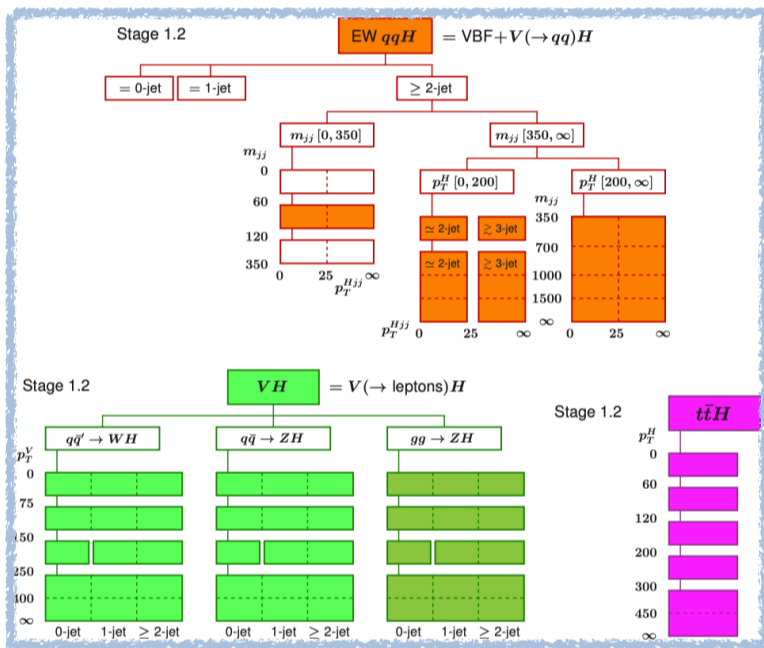 Stage 1.2
EW qqH = VBF+V(→qq)H
= 0-jet = 1-jet ≥ 2-jet
m_jj [0, 350] m_jj [350, ∞]
m_jj
0
60
120
350
0 25 ∞
p_T^Hjj
p_T^H [0, 200] p_T^H [200, ∞]
m_jj
350
700
1000
1500
∞
≃ 2-jet ≳ 3-jet
≃ 2-jet ≳ 3-jet
p_T^Hjj 0 25 ∞ 0 25 ∞
Stage 1.2
VH = V(→ leptons)H
qq̄′ → WH qq̄ → ZH gg → ZH
p_T^V
0
75
150
250
400
∞
0-jet 1-jet ≥ 2-jet 0-jet 1-jet ≥ 2-jet 0-jet 1-jet ≥ 2-jet
Stage 1.2
tt̄H
p_T^H
0
60
120
200
300
450
∞